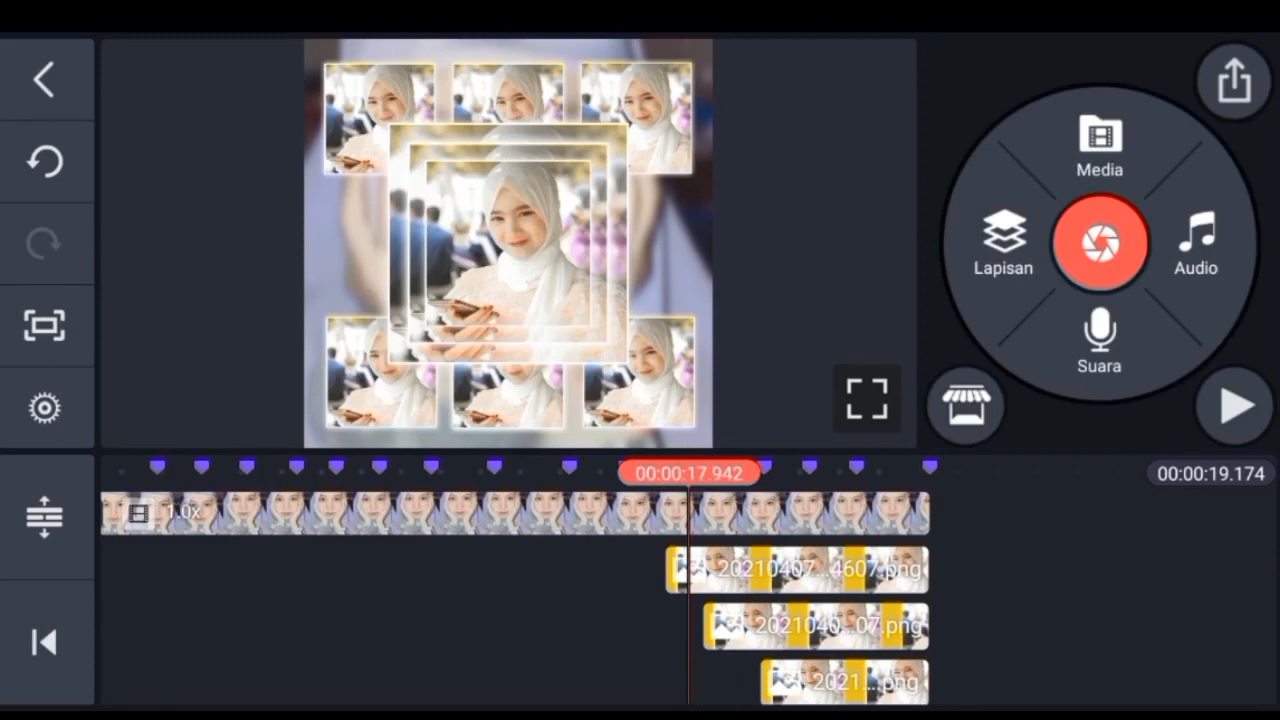 Media
Lapisan
Audio
Suara
00:00:17.942
00:00:19.174
1.0x
20210407...4607.png
2021040...07.png
2021...png